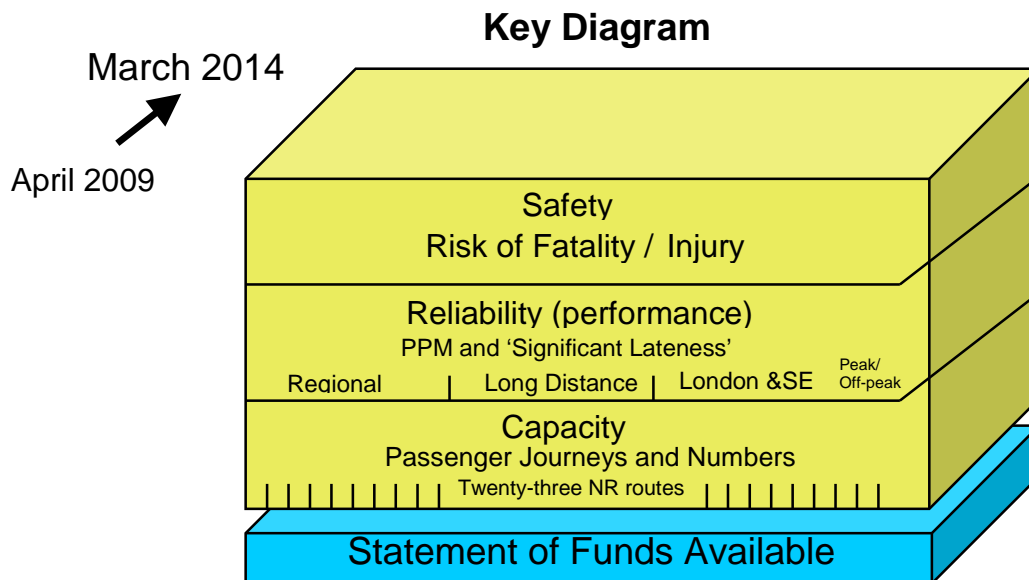 Key Diagram
March 2014
April 2009
Safety
Risk of Fatality / Injury
Reliability (performance)
PPM and ‘Significant Lateness’
Regional
Long Distance
London &SE
Peak/
Off-peak
Capacity
Passenger Journeys and Numbers
Twenty-three NR routes
Statement of Funds Available